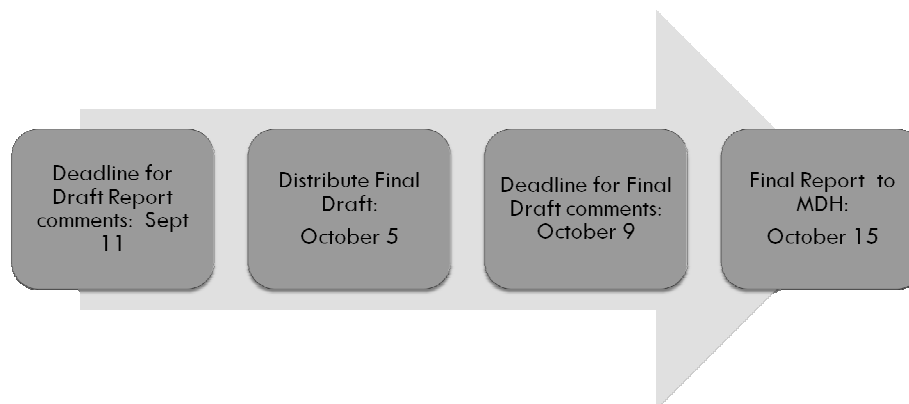 Deadline for
Draft Report
comments: Sept
11
Distribute Final
Draft:
October 5
Deadline for Final
Draft comments:
October 9
Final Report to
MDH:
October 15